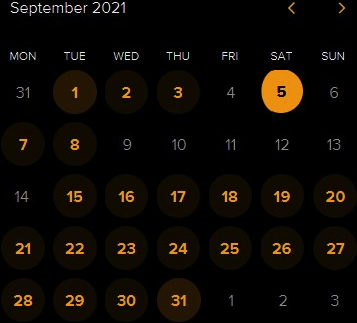 September 2021
MON TUE WED THU FRI SAT SUN
31 1 2 3 4 5 6
7 8 9 10 11 12 13
14 15 16 17 18 19 20
21 22 23 24 25 26 27
28 29 30 31 1 2 3